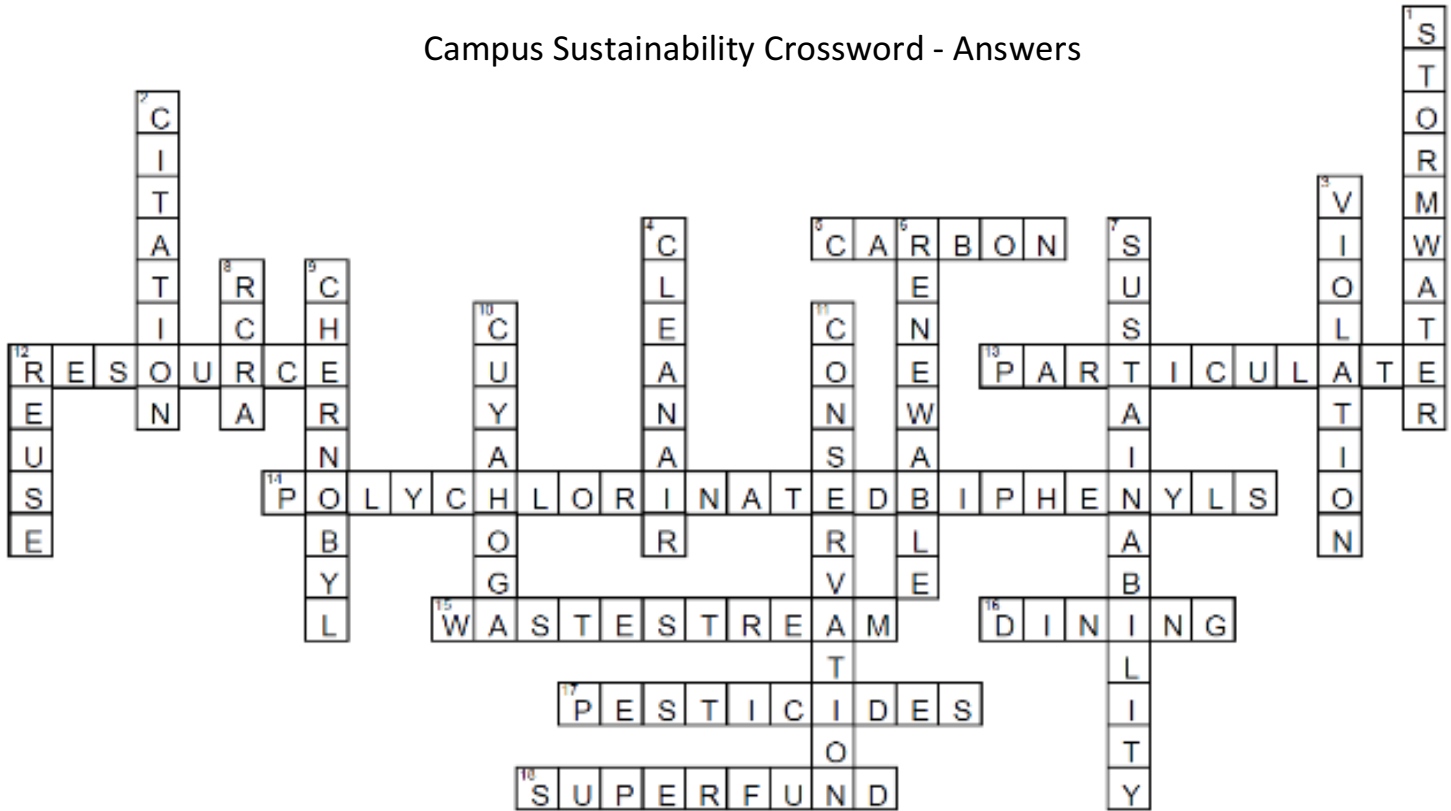 Campus Sustainability Crossword - Answers
1 STORMWATER
2 CITATION
3 VIOLATION
4 CLEANAIR
5 CARBON
6 RENEWABLE
7 SUSTAINABILITY
8 RCRA
9 CHERNOBYL
10 CUYAHOGA
11 CONSERVATION
12 RESOURCE
REUSE
13 PARTICULATE
14 POLYCHLORINATEDBIPHENYLS
15 WASTESTREAM
16 DINING
17 PESTICIDES
18 SUPERFUND